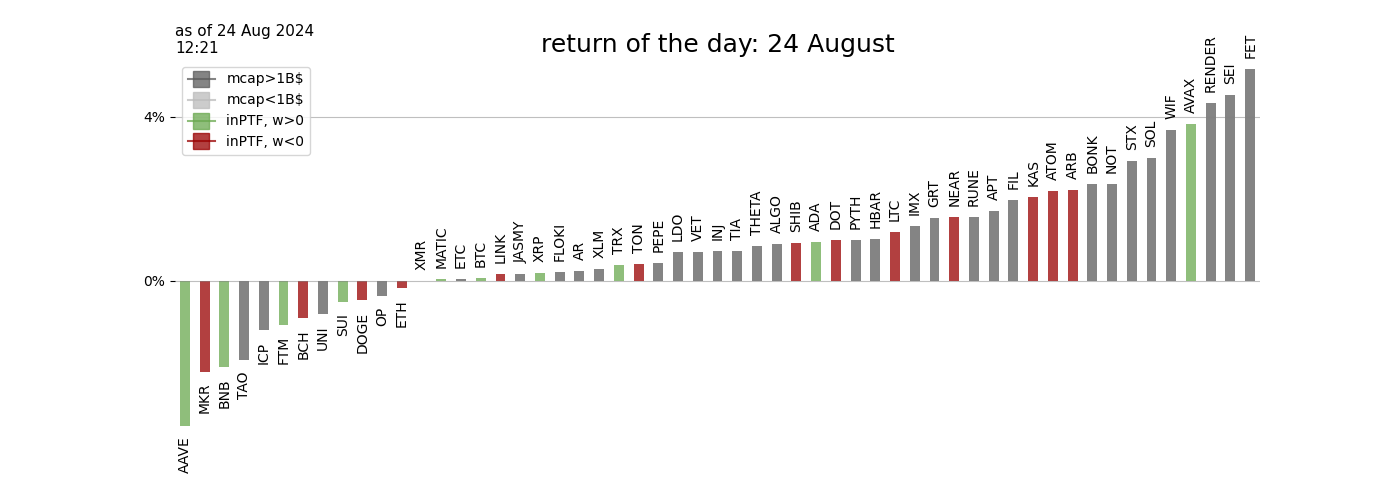 as of 24 Aug 2024
12:21
return of the day: 24 August
mcap>1B$
mcap<1B$
inPTF, w>0
inPTF, w<0
4%
0%
AAVE
MKR
BNB
TAO
ICP
FTM
BCH
UNI
SUI
DOGE
OP
ETH
XMR
MATIC
ETC
BTC
LINK
JASMY
XRP
FLOKI
AR
XLM
TRX
TON
PEPE
LDO
VET
INJ
TIA
THETA
ALGO
SHIB
ADA
DOT
PYTH
HBAR
LTC
IMX
GRT
NEAR
RUNE
APT
FIL
KAS
ATOM
ARB
BONK
NOT
STX
SOL
WIF
AVAX
RENDER
SEI
FET